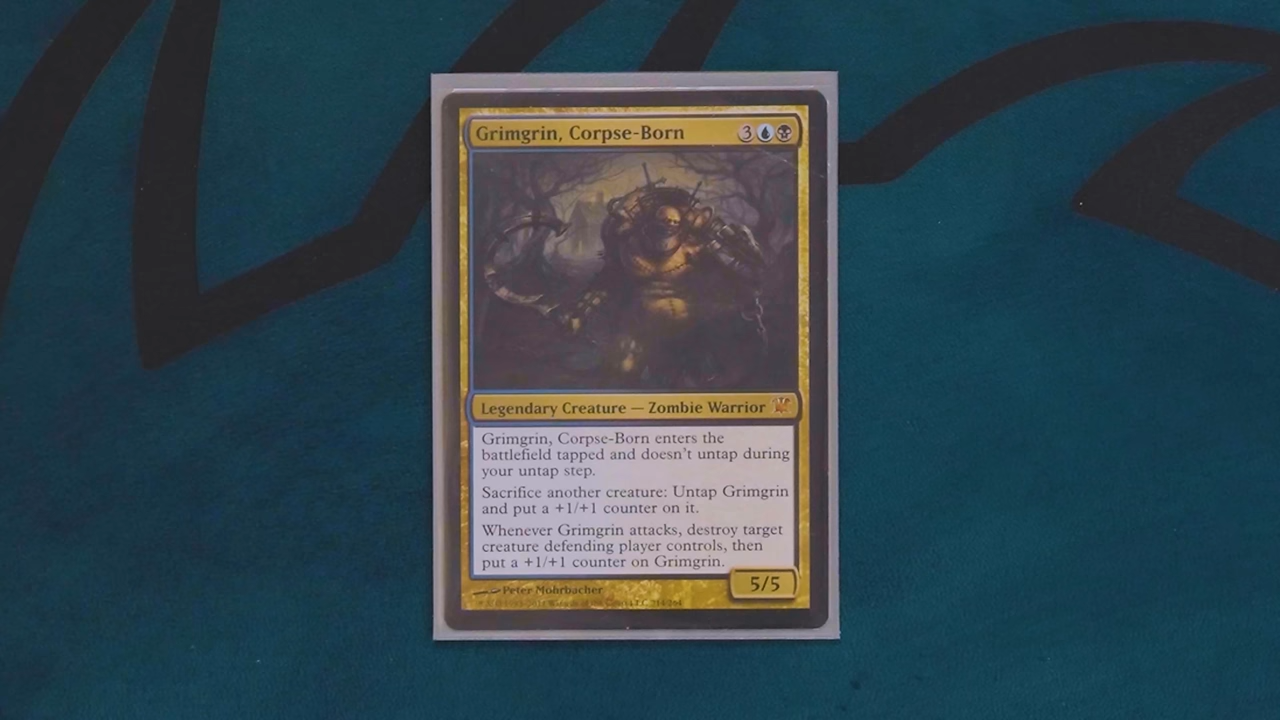 Grimgrin, Corpse-Born 3
Legendary Creature — Zombie Warrior
Grimgrin, Corpse-Born enters the
battlefield tapped and doesn't untap during
your untap step.
Sacrifice another creature: Untap Grimgrin
and put a +1/+1 counter on it.
Whenever Grimgrin attacks, destroy target
creature defending player controls, then
put a +1/+1 counter on Grimgrin.
5/5
Peter Mohrbacher